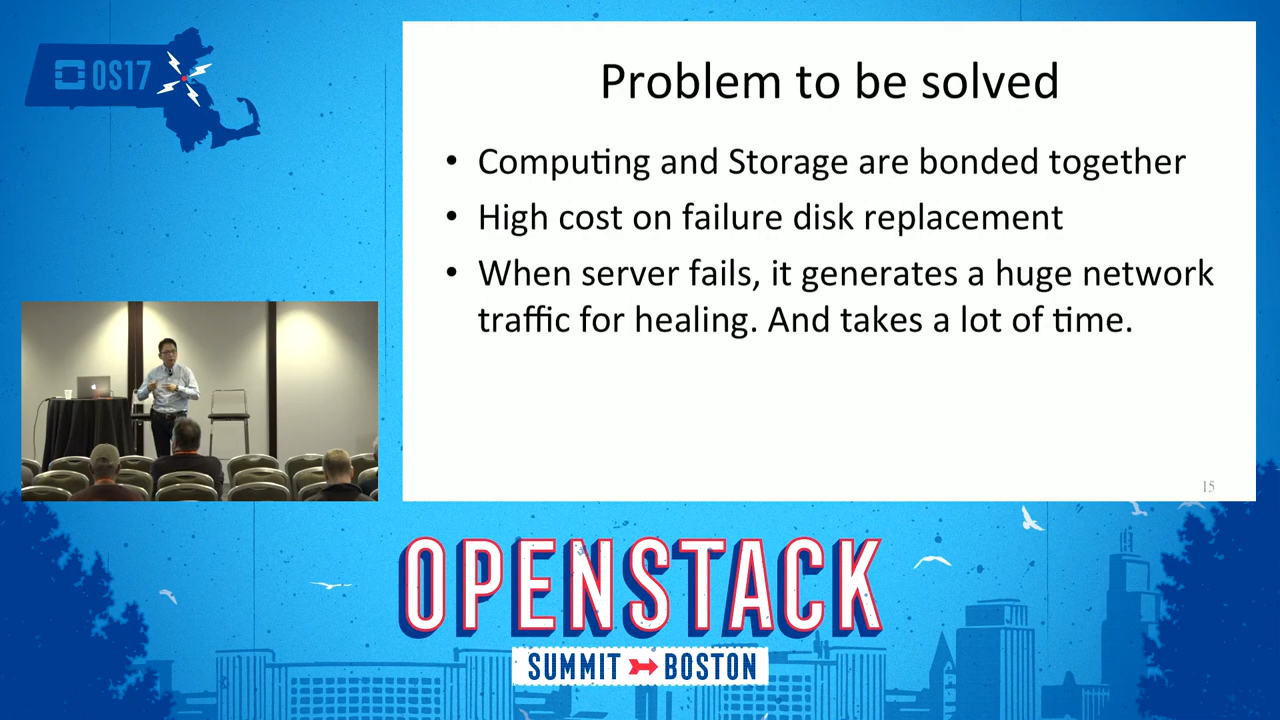 OS17
Problem to be solved
• Computing and Storage are bonded together
• High cost on failure disk replacement
• When server fails, it generates a huge network
traffic for healing. And takes a lot of time.
15
OPENSTACK
SUMMIT BOSTON